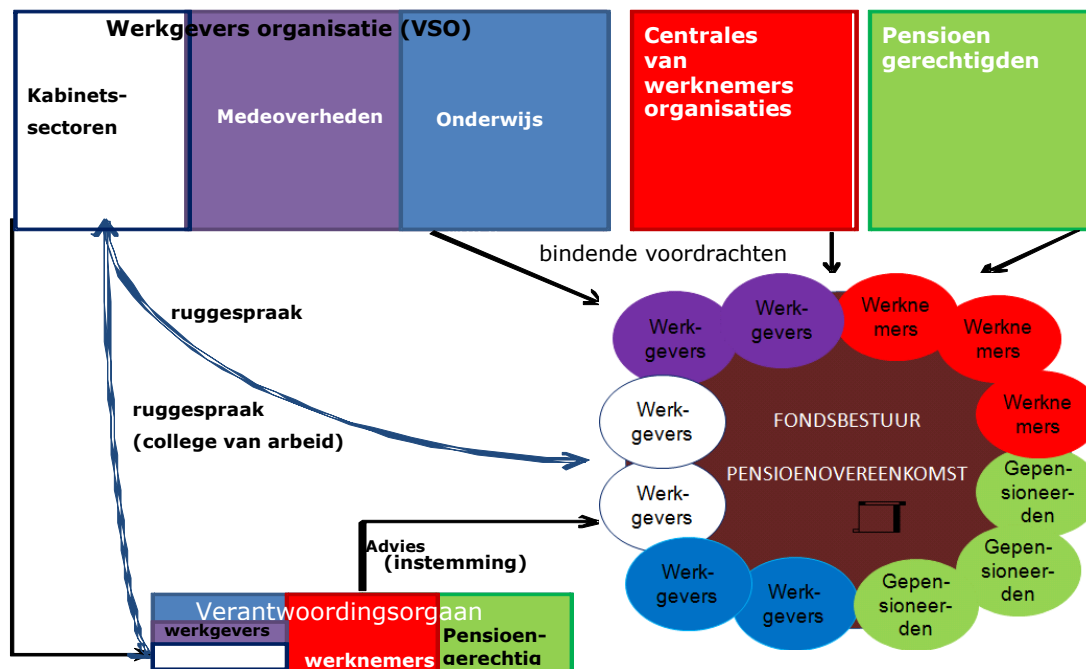 Werkgevers organisatie (VSO)
Kabinets-
sectoren
Medeoverheden
Onderwijs
Centrales
van
werknemers
organisaties
Pensioen
gerechtigden
bindende voordrachten
ruggespraak
ruggespraak
(college van arbeid)
Werk-
gevers
Werk-
gevers
Werkne
mers
Werkne
mers
Werk-
gevers
Werkne
mers
FONDSBESTUUR
PENSIOENOVEREENKOMST
Werk-
gevers
Gepen-
sioneer-
den
Gepen-
sioneer-
den
Werk-
gevers
Werk-
gevers
Gepen-
sioneer-
den
Advies
(instemming)
Verantwoordingsorgaan
werkgevers
werknemers
Pensioen-
gerechtig